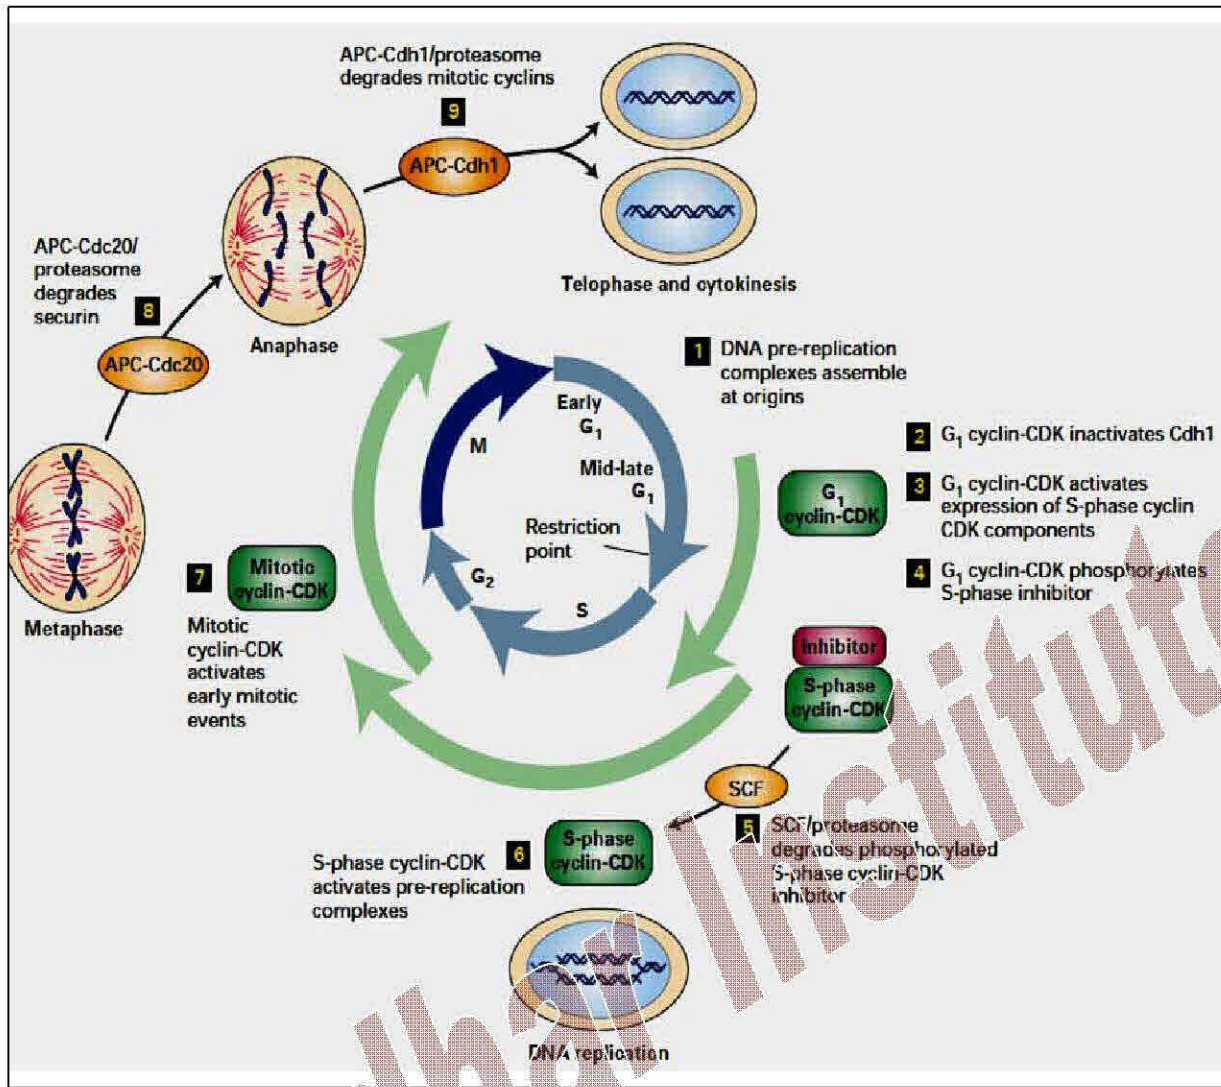 APC-Cdh1/proteasome
degrades mitotic cyclins
9
APC-Cdh1
Telophase and cytokinesis
APC-Cdc20/
proteasome
degrades
securin
8
APC-Cdc20
Anaphase
Metaphase
1 DNA pre-replication
complexes assemble
at origins
Early
G1
M
Mid-late
G1
Restriction
point
G2
S
G1
cyclin-CDK
2 G1 cyclin-CDK inactivates Cdh1
3 G1 cyclin-CDK activates
expression of S-phase cyclin
CDK components
4 G1 cyclin-CDK phosphorylates
S-phase inhibitor
7
Mitotic
cyclin-CDK
Mitotic
cyclin-CDK
activates
early mitotic
events
Inhibitor
S-phase
cyclin-CDK
SCF
5 SCF/proteasome
degrades phosphorylated
S-phase cyclin-CDK
inhibitor
6
S-phase
cyclin-CDK
S-phase cyclin-CDK
activates pre-replication
complexes
DNA replication
Institute